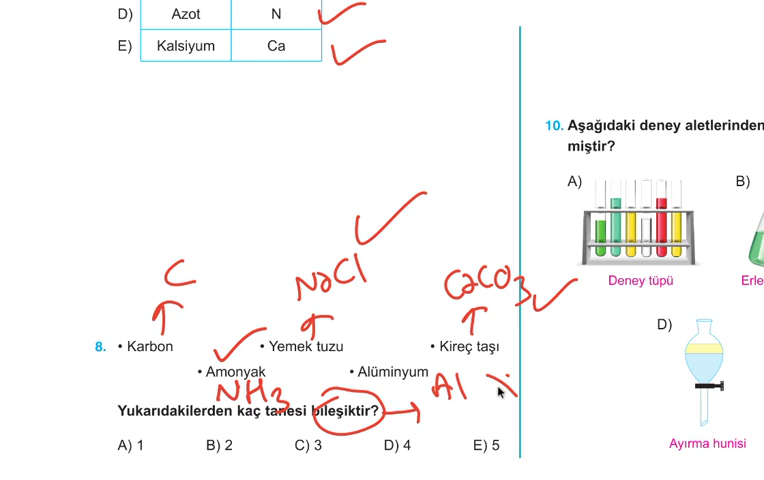 D) Azot N
E) Kalsiyum Ca
C NaCl CaCO3
8. • Karbon • Yemek tuzu • Kireç taşı
• Amonyak • Alüminyum
NH3 Al
Yukarıdakilerden kaç tanesi bileşiktir?
A) 1 B) 2 C) 3 D) 4 E) 5
10. Aşağıdaki deney aletlerinden
miştir?
A) B)
Deney tüpü Erle
D)
Ayırma hunisi